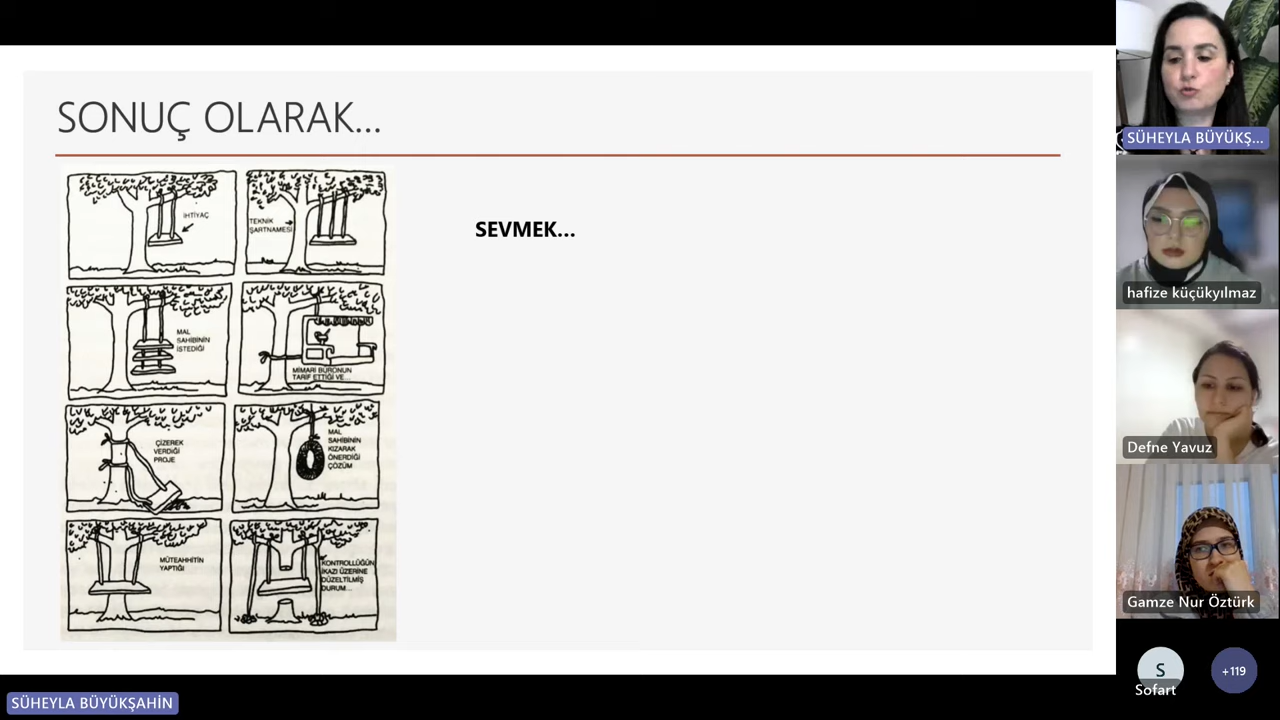 SONUÇ OLARAK...
İHTİYAÇ
TEKNİK
ŞARTNAMESİ
SEVMEK...
MAL
SAHİBİNİN
İSTEDİĞİ
MİMARİ BÜRONUN
TARİF ETTİĞİ VE...
ÇİZEREK
VERDİĞİ
PROJE
MAL
SAHİBİNİN
KIZARAK
ÖNERDİĞİ
ÇÖZÜM
MÜTEAHHİTİN
YAPTIĞI
KONTROLLÜĞÜN
İKAZI ÜZERİNE
DÜZELTİLMİŞ
DURUM...
SÜHEYLA BÜYÜKŞ...
hafize küçükyılmaz
Defne Yavuz
Gamze Nur Öztürk
S
Sofart
+119
SÜHEYLA BÜYÜKŞAHİN